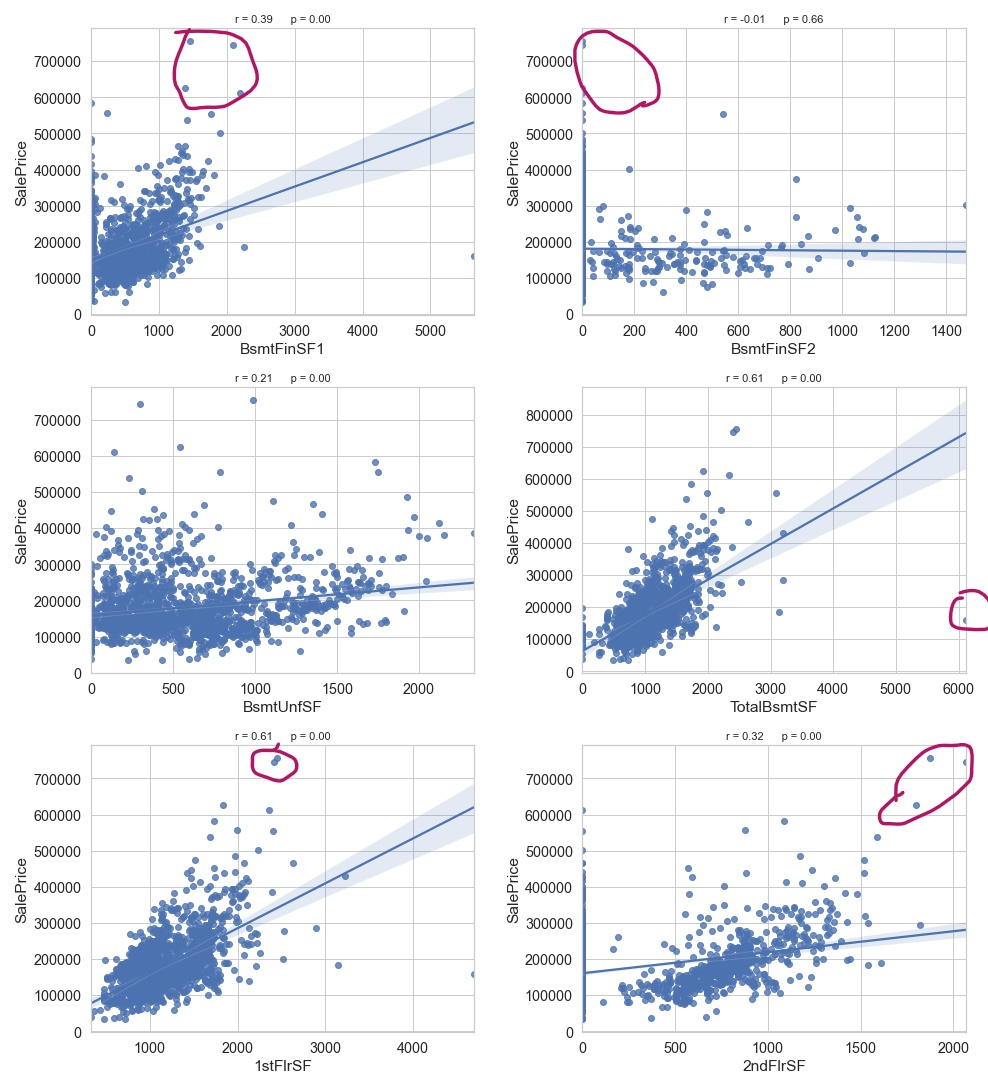 r = 0.39 p = 0.00
r = -0.01 p = 0.66
SalePrice
700000
600000
500000
400000
300000
200000
100000
0
0 1000 2000 3000 4000 5000
BsmtFinSF1
SalePrice
700000
600000
500000
400000
300000
200000
100000
0
0 200 400 600 800 1000 1200 1400
BsmtFinSF2
r = 0.21 p = 0.00
r = 0.61 p = 0.00
SalePrice
700000
600000
500000
400000
300000
200000
100000
0
0 500 1000 1500 2000
BsmtUnfSF
SalePrice
800000
700000
600000
500000
400000
300000
200000
100000
0
0 1000 2000 3000 4000 5000 6000
TotalBsmtSF
r = 0.61 p = 0.00
r = 0.32 p = 0.00
SalePrice
700000
600000
500000
400000
300000
200000
100000
0
1000 2000 3000 4000
1stFlrSF
SalePrice
700000
600000
500000
400000
300000
200000
100000
0
0 500 1000 1500 2000
2ndFlrSF